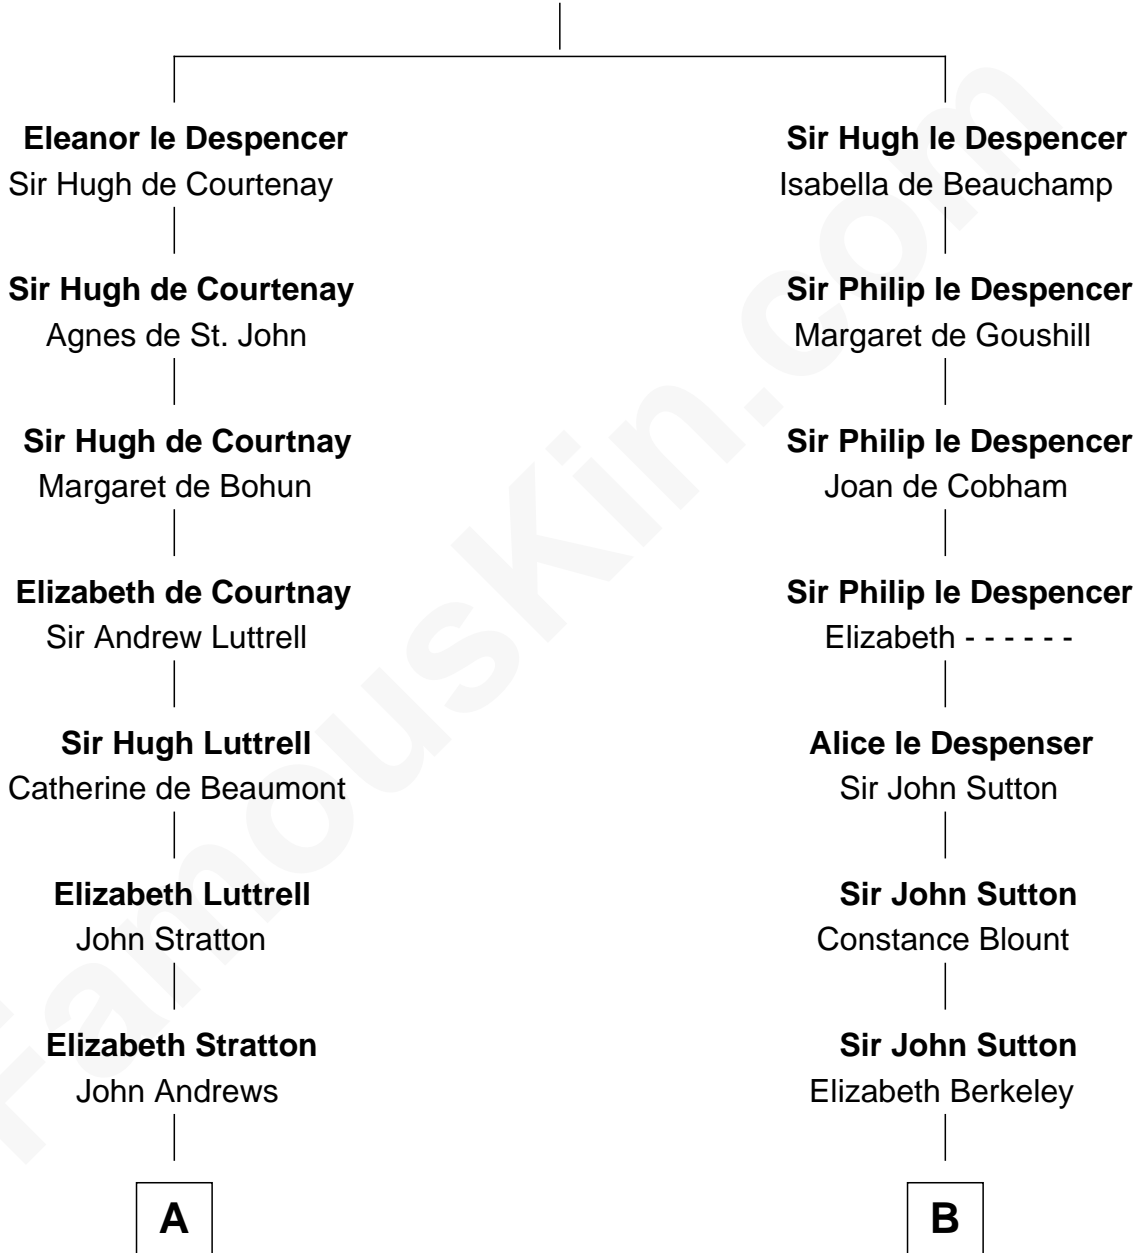 Eleanor le Despencer
Sir Hugh de Courtenay
Sir Hugh de Courtenay
Agnes de St. John
Sir Hugh de Courtnay
Margaret de Bohun
Elizabeth de Courtnay
Sir Andrew Luttrell
Sir Hugh Luttrell
Catherine de Beaumont
Elizabeth Luttrell
John Stratton
Elizabeth Stratton
John Andrews
A
Sir Hugh le Despencer
Isabella de Beauchamp
Sir Philip le Despencer
Margaret de Goushill
Sir Philip le Despencer
Joan de Cobham
Sir Philip le Despencer
Elizabeth - - - - - -
Alice le Despenser
Sir John Sutton
Sir John Sutton
Constance Blount
Sir John Sutton
Elizabeth Berkeley
B
FamousKin.com